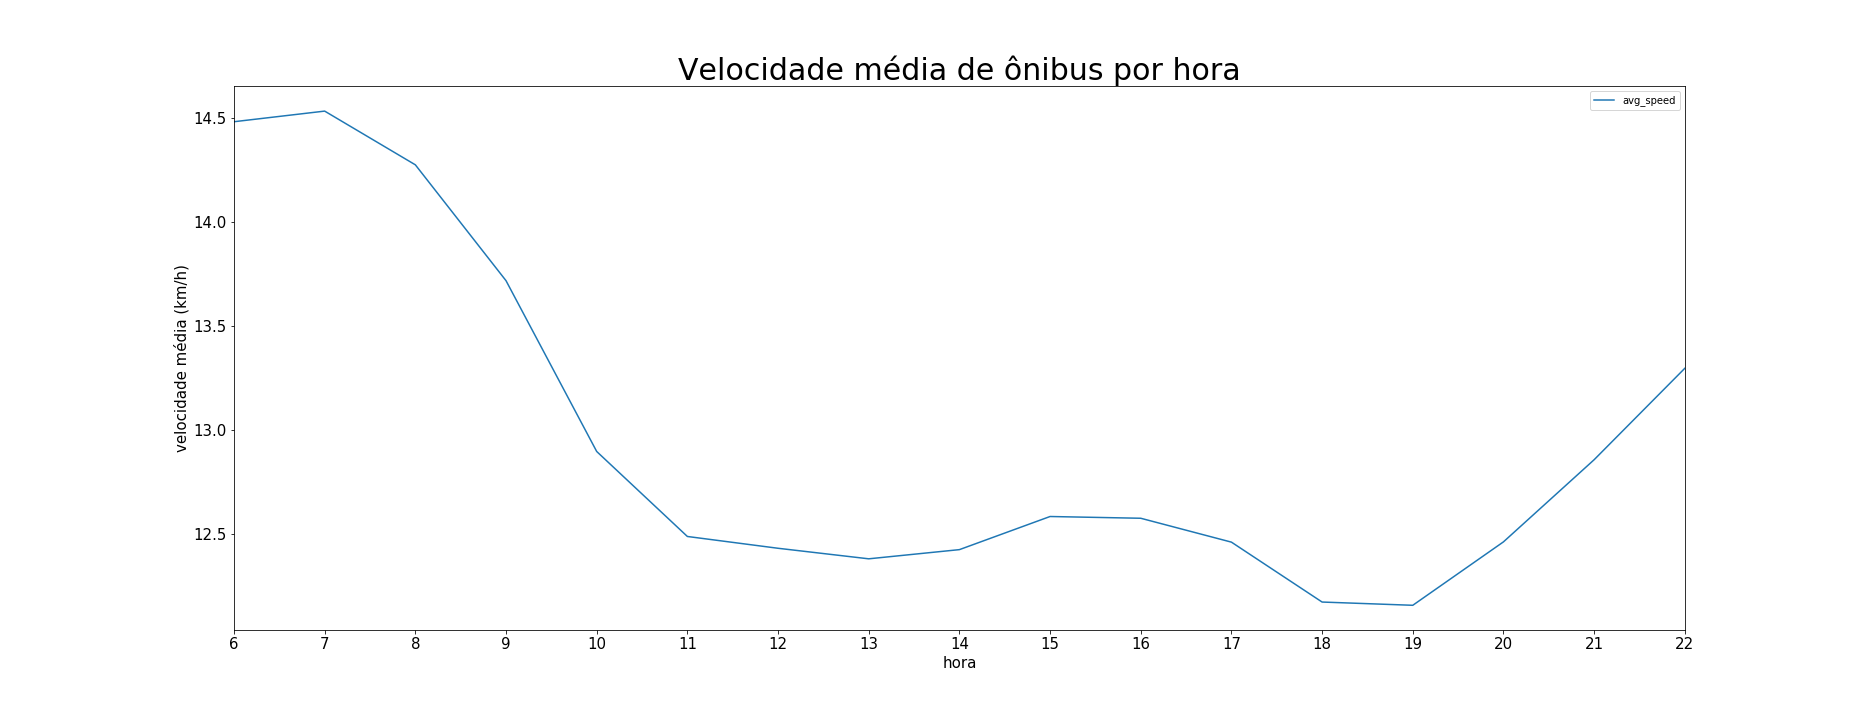 Velocidade média de ônibus por hora
avg_speed
14.5
14.0
13.5
13.0
12.5
velocidade média (km/h)
6 7 8 9 10 11 12 13 14 15 16 17 18 19 20 21 22
hora